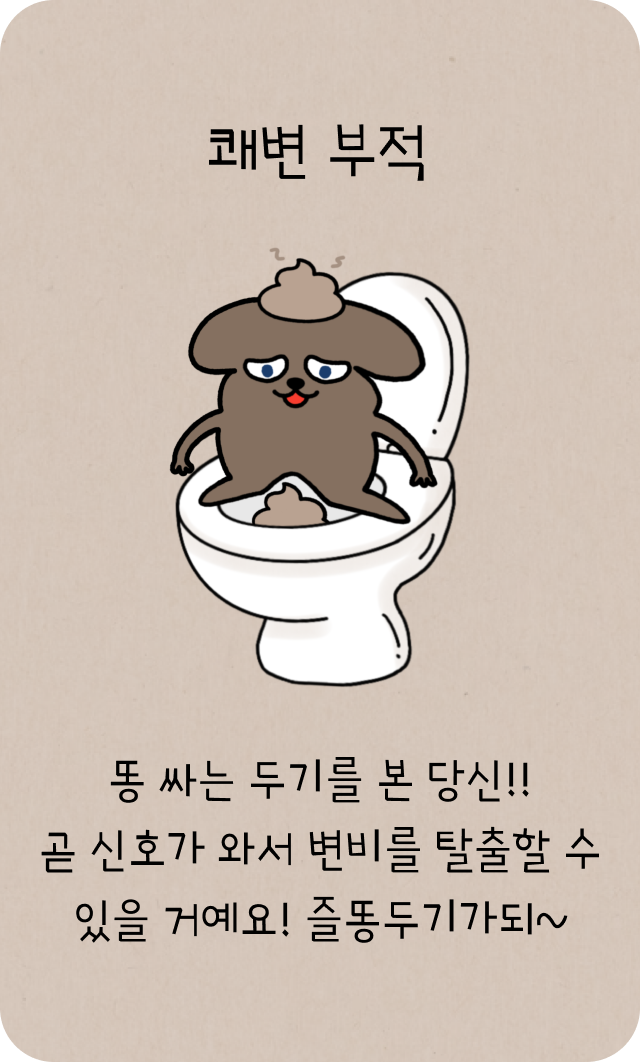 쾌변 부적
똥 싸는 두기를 본 당신!!
곧 신호가 와서 변비를 탈출할 수
있을 거예요! 즐똥두기가되~